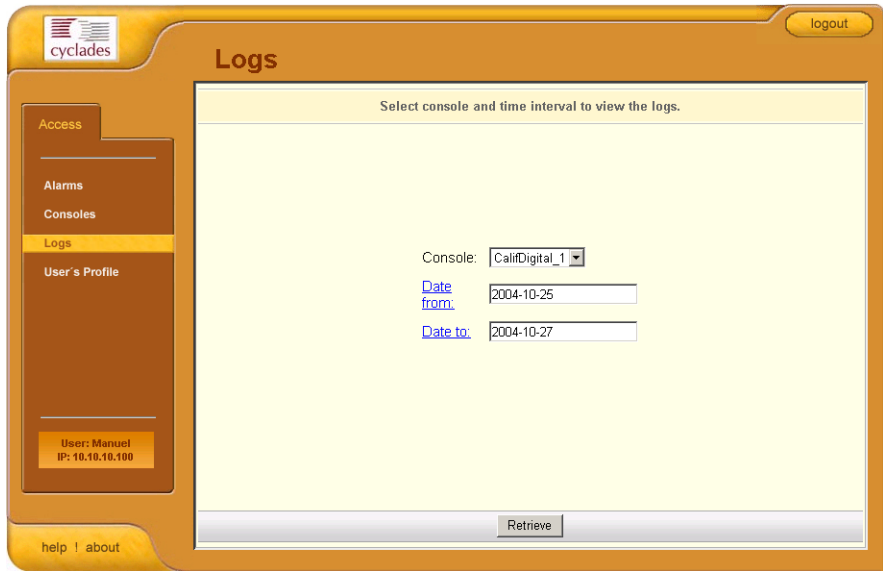 cyclades
logout
Logs
Access
Alarms
Consoles
Logs
User´s Profile
User: Manuel
IP: 10.10.10.100
help ! about
Select console and time interval to view the logs.
Console: CalifDigital_1
Date
from: 2004-10-25
Date to: 2004-10-27
Retrieve